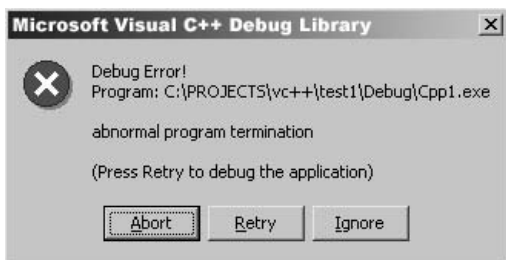 Microsoft Visual C++ Debug Library
Debug Error!
Program: C:\PROJECTS\vc++\test1\Debug\Cpp1.exe
abnormal program termination
(Press Retry to debug the application)
Abort
Retry
Ignore